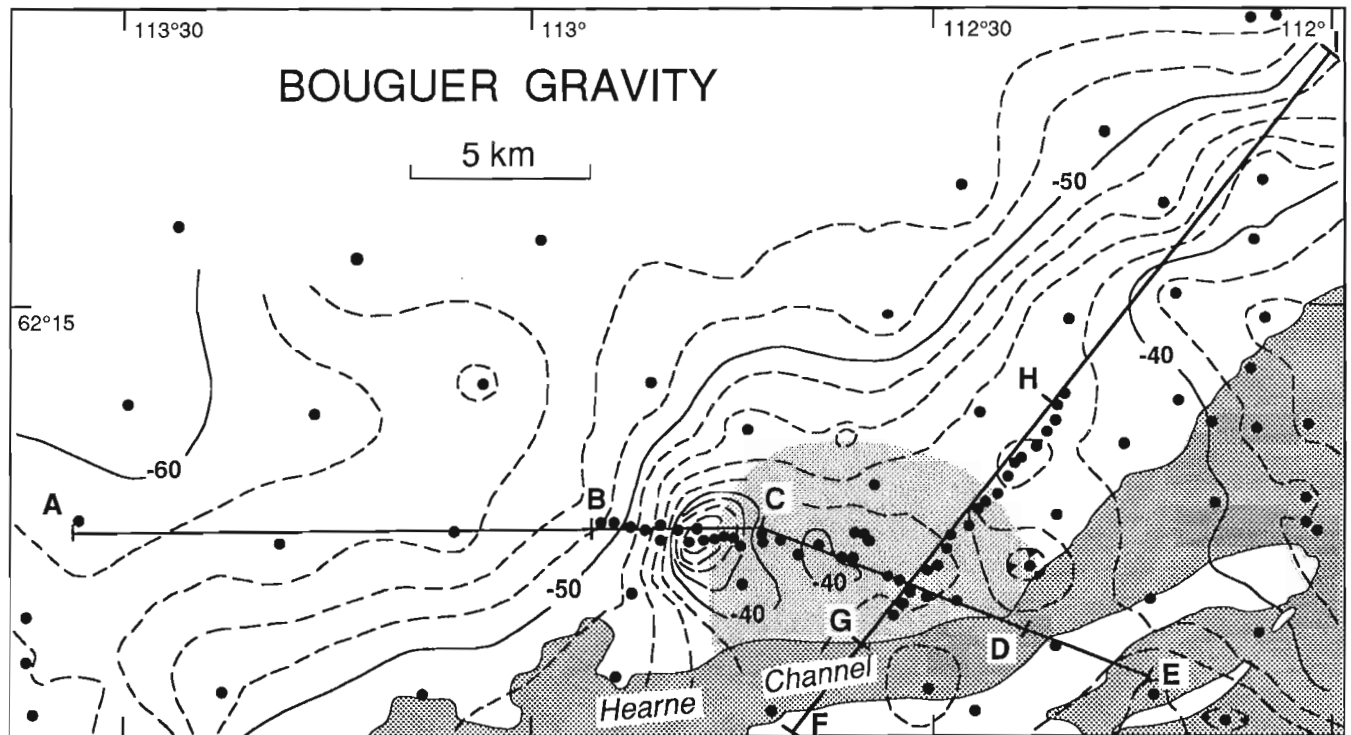 113°30
113°
112°30
112°
BOUGUER GRAVITY
5 km
-50
62°15
-40
H
-60
A
B
C
-50
-40
-40
G
D
E
Channel
Hearne
F